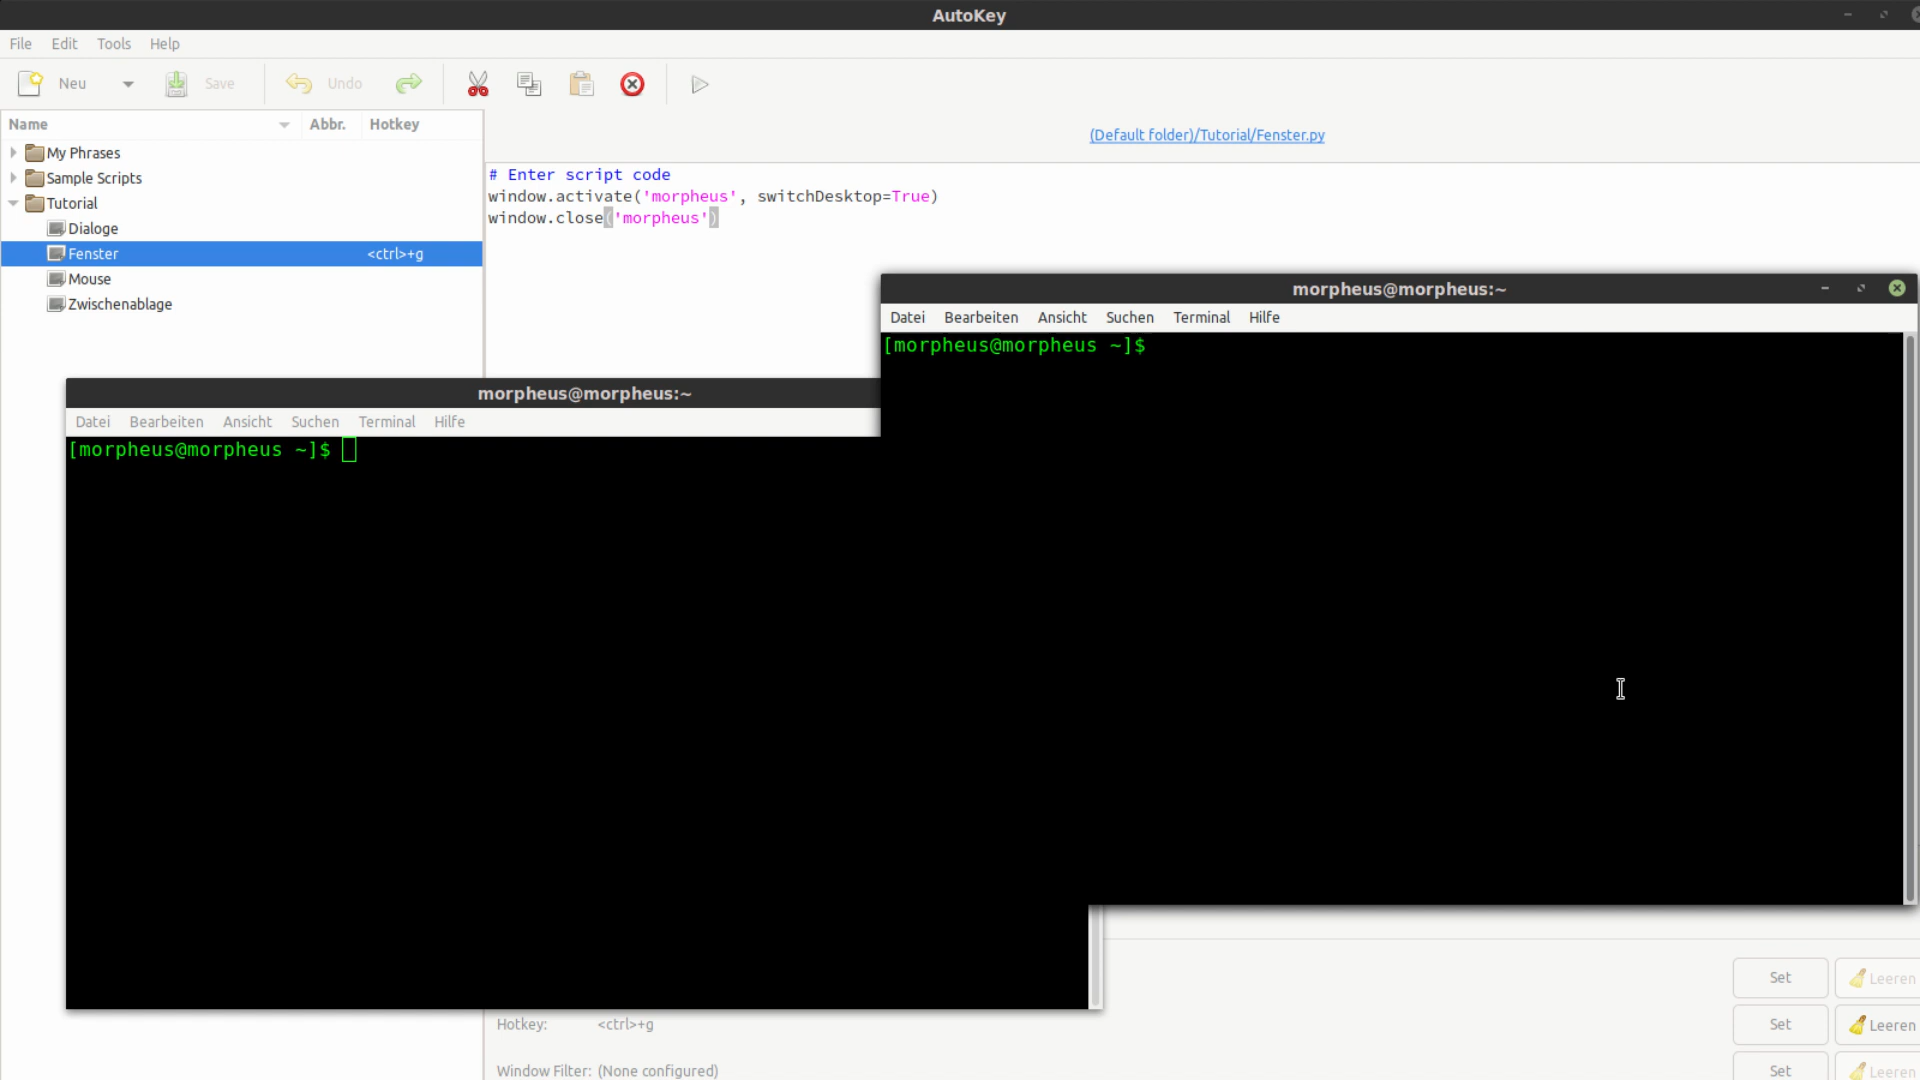 AutoKey
File Edit Tools Help
Neu Save Undo
Name Abbr. Hotkey
My Phrases
Sample Scripts
Tutorial
Dialoge
Fenster <ctrl>+g
Mouse
Zwischenablage
(Default folder)/Tutorial/Fenster.py
# Enter script code
window.activate('morpheus', switchDesktop=True)
window.close('morpheus')
morpheus@morpheus:~
Datei Bearbeiten Ansicht Suchen Terminal Hilfe
[morpheus@morpheus ~]$
morpheus@morpheus:~
Datei Bearbeiten Ansicht Suchen Terminal Hilfe
[morpheus@morpheus ~]$
Set Leeren
Hotkey: <ctrl>+g Set Leeren
Window Filter: (None configured) Set Leeren